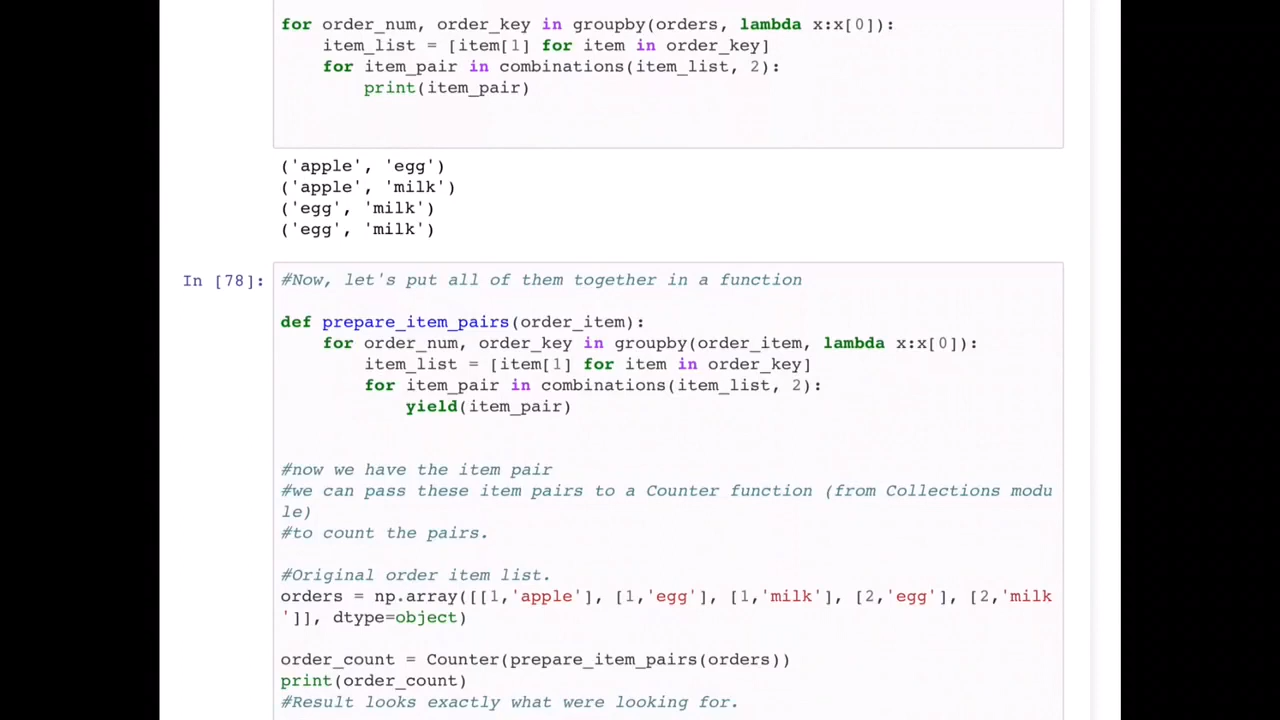 for order_num, order_key in groupby(orders, lambda x:x[0]):
    item_list = [item[1] for item in order_key]
    for item_pair in combinations(item_list, 2):
        print(item_pair)
('apple', 'egg')
('apple', 'milk')
('egg', 'milk')
('egg', 'milk')
In [78]: #Now, let's put all of them together in a function
def prepare_item_pairs(order_item):
    for order_num, order_key in groupby(order_item, lambda x:x[0]):
        item_list = [item[1] for item in order_key]
        for item_pair in combinations(item_list, 2):
            yield(item_pair)
#now we have the item pair
#we can pass these item pairs to a Counter function (from Collections modu
le)
#to count the pairs.
#Original order item list.
orders = np.array([[1,'apple'], [1,'egg'], [1,'milk'], [2,'egg'], [2,'milk
']], dtype=object)
order_count = Counter(prepare_item_pairs(orders))
print(order_count)
#Result looks exactly what were looking for.